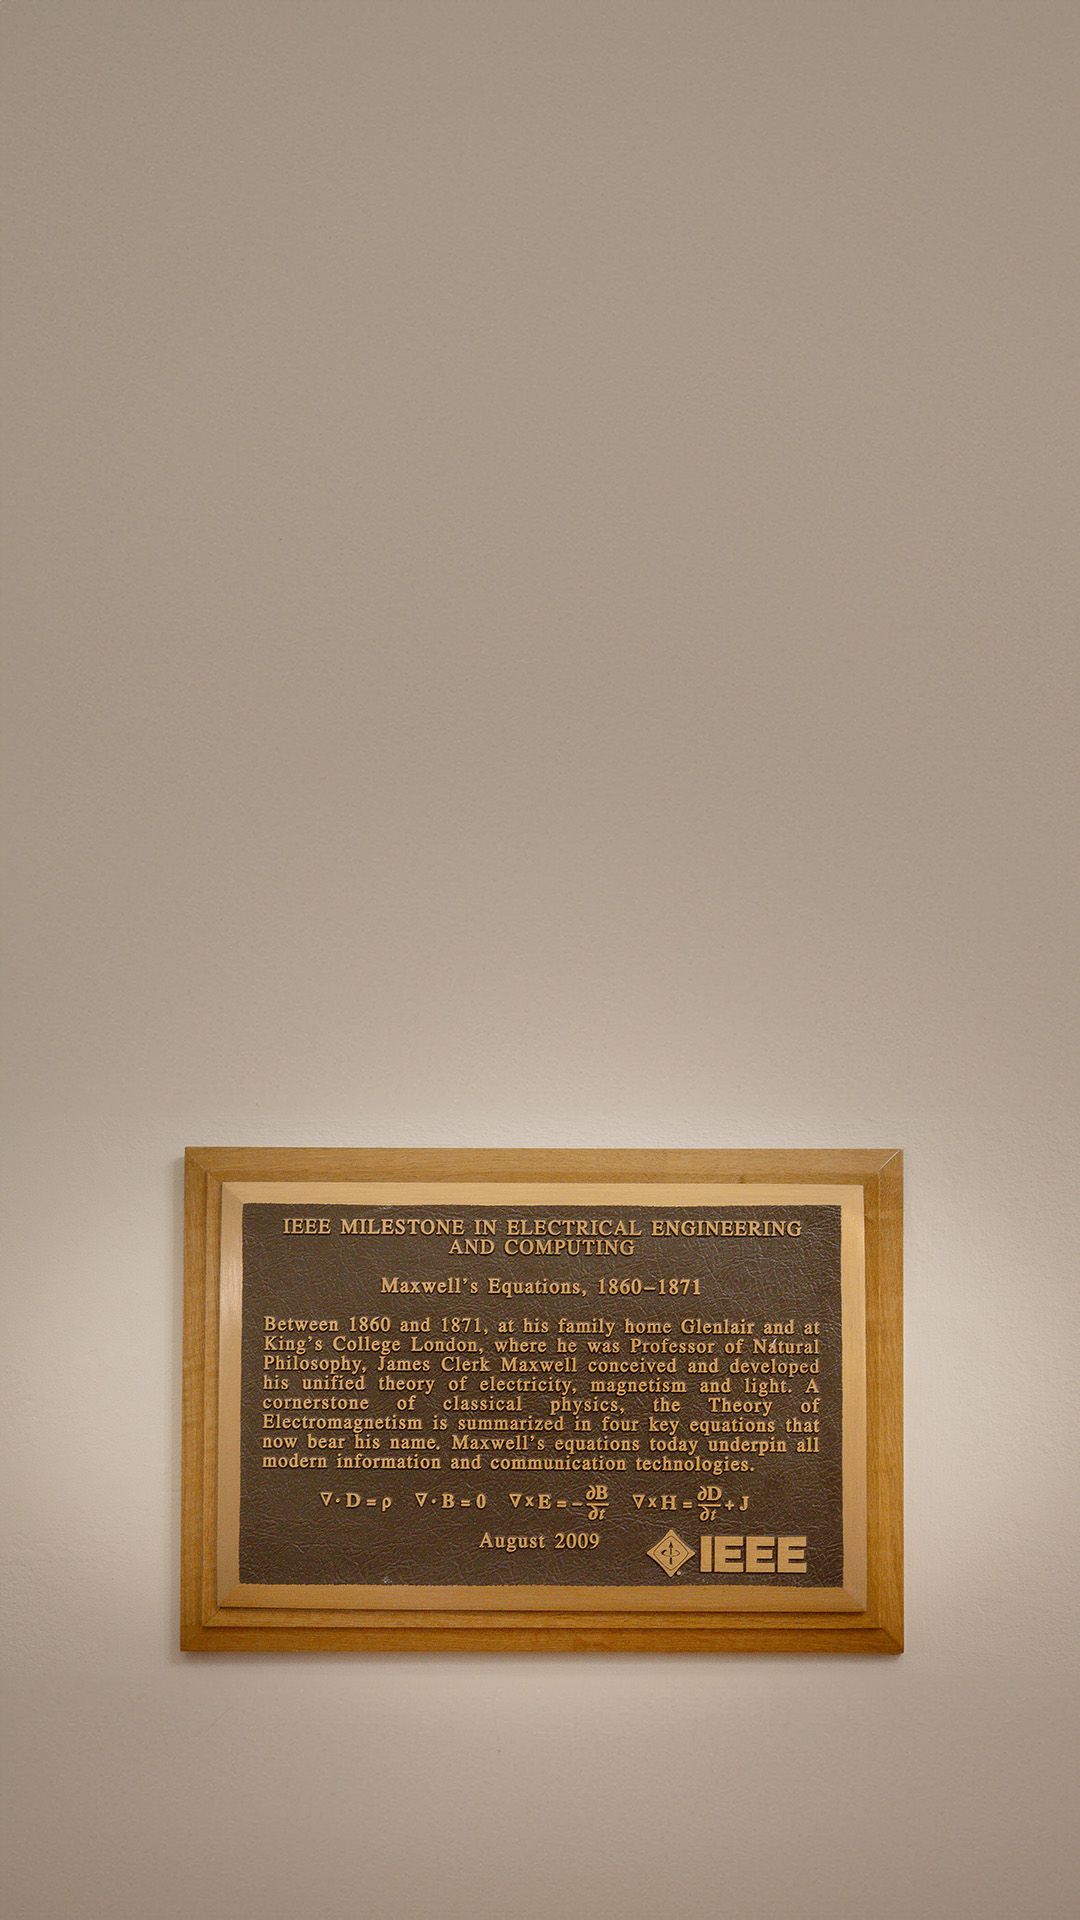 IEEE MILESTONE IN ELECTRICAL ENGINEERING
AND COMPUTING
Maxwell's Equations, 1860–1871
Between 1860 and 1871, at his family home Glenlair and at
King's College London, where he was Professor of Natural
Philosophy, James Clerk Maxwell conceived and developed
his unified theory of electricity, magnetism and light. A
cornerstone of classical physics, the Theory of
Electromagnetism is summarized in four key equations that
now bear his name. Maxwell's equations today underpin all
modern information and communication technologies.
∇·D=ρ ∇·B=0 ∇×E=-∂B/∂t ∇×H=∂D/∂t+J
August 2009
IEEE